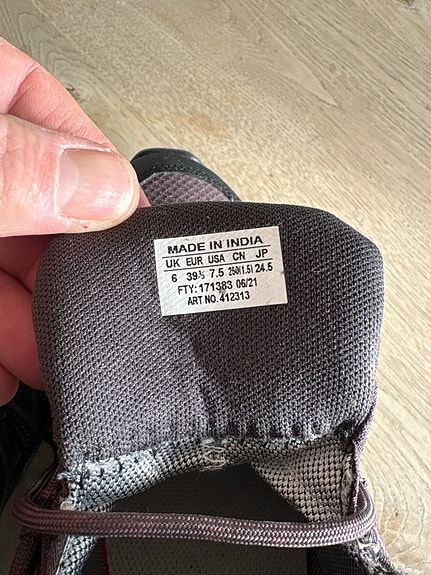 MADE IN INDIA
UK EUR USA CN JP
6 39⅓ 7.5 250(1.5) 24.5
FTY: 171383 06/21
ART NO. 412313